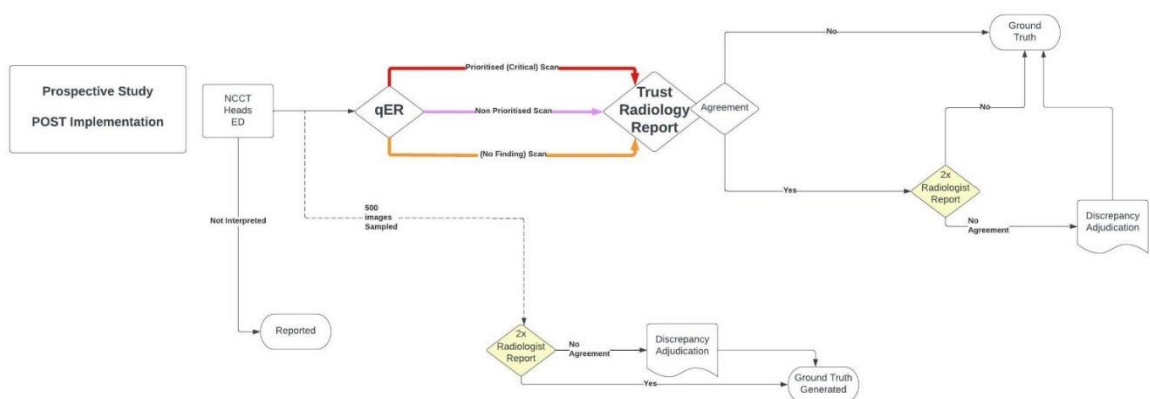 Prospective Study
POST Implementation
NCCT
Heads
ED
qER
Prioritised (Critical) Scan
Non Prioritised Scan
(No Finding) Scan
Trust
Radiology
Report
Agreement
No
Ground
Truth
No
Yes
2x
Radiologist
Report
No
Agreement
Discrepancy
Adjudication
Not Interpreted
500
images
Sampled
Reported
2x
Radiologist
Report
No
Agreement
Discrepancy
Adjudication
Yes
Ground Truth
Generated